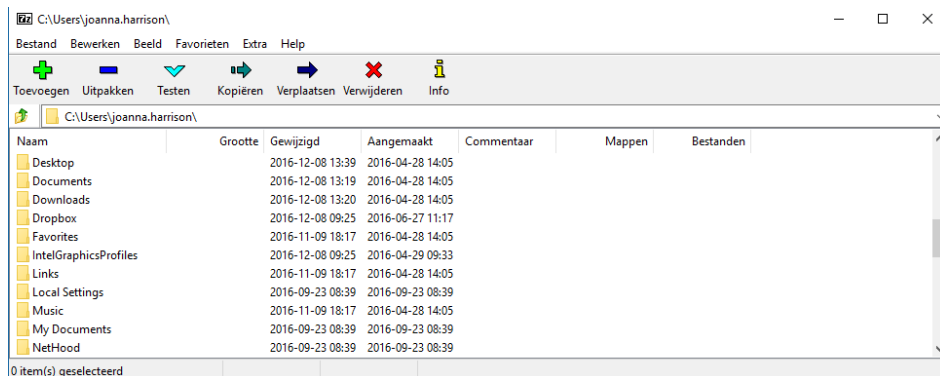 7z C:\Users\joanna.harrison\
Bestand Bewerken Beeld Favorieten Extra Help
Toevoegen Uitpakken Testen Kopiëren Verplaatsen Verwijderen Info
C:\Users\joanna.harrison\
Naam Grootte Gewijzigd Aangemaakt Commentaar Mappen Bestanden
Desktop 2016-12-08 13:39 2016-04-28 14:05
Documents 2016-12-08 13:19 2016-04-28 14:05
Downloads 2016-12-08 13:20 2016-04-28 14:05
Dropbox 2016-12-08 09:25 2016-06-27 11:17
Favorites 2016-11-09 18:17 2016-04-28 14:05
IntelGraphicsProfiles 2016-12-08 09:25 2016-04-29 09:33
Links 2016-11-09 18:17 2016-04-28 14:05
Local Settings 2016-09-23 08:39 2016-09-23 08:39
Music 2016-11-09 18:17 2016-04-28 14:05
My Documents 2016-09-23 08:39 2016-09-23 08:39
NetHood 2016-09-23 08:39 2016-09-23 08:39
0 item(s) geselecteerd